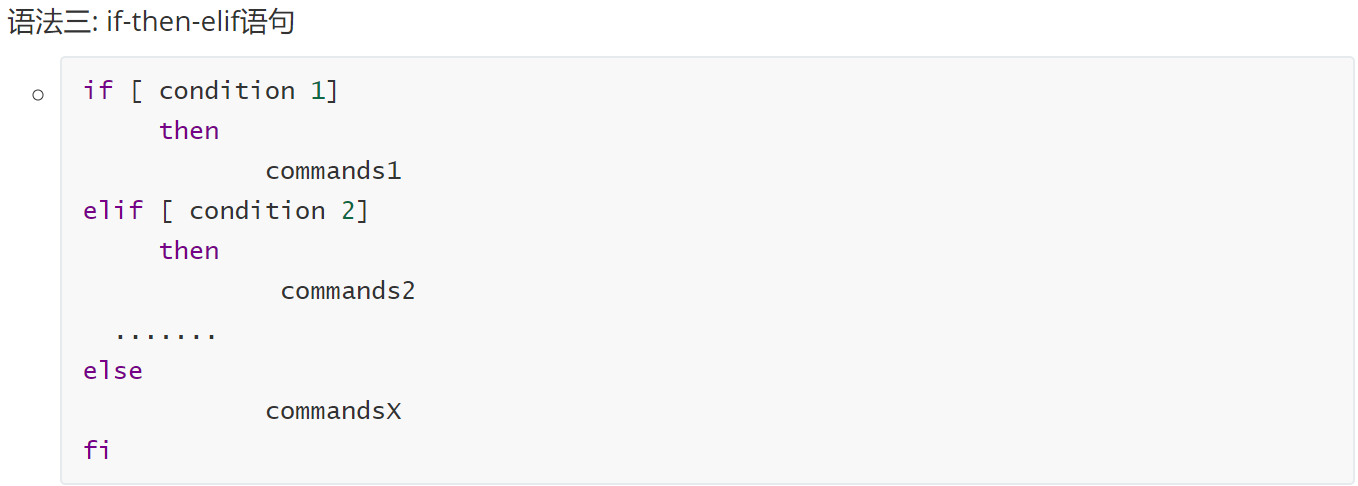 语法三: if-then-elif语句
if [ condition 1]
then
commands1
elif [ condition 2]
then
commands2
.......
else
commandsX
fi